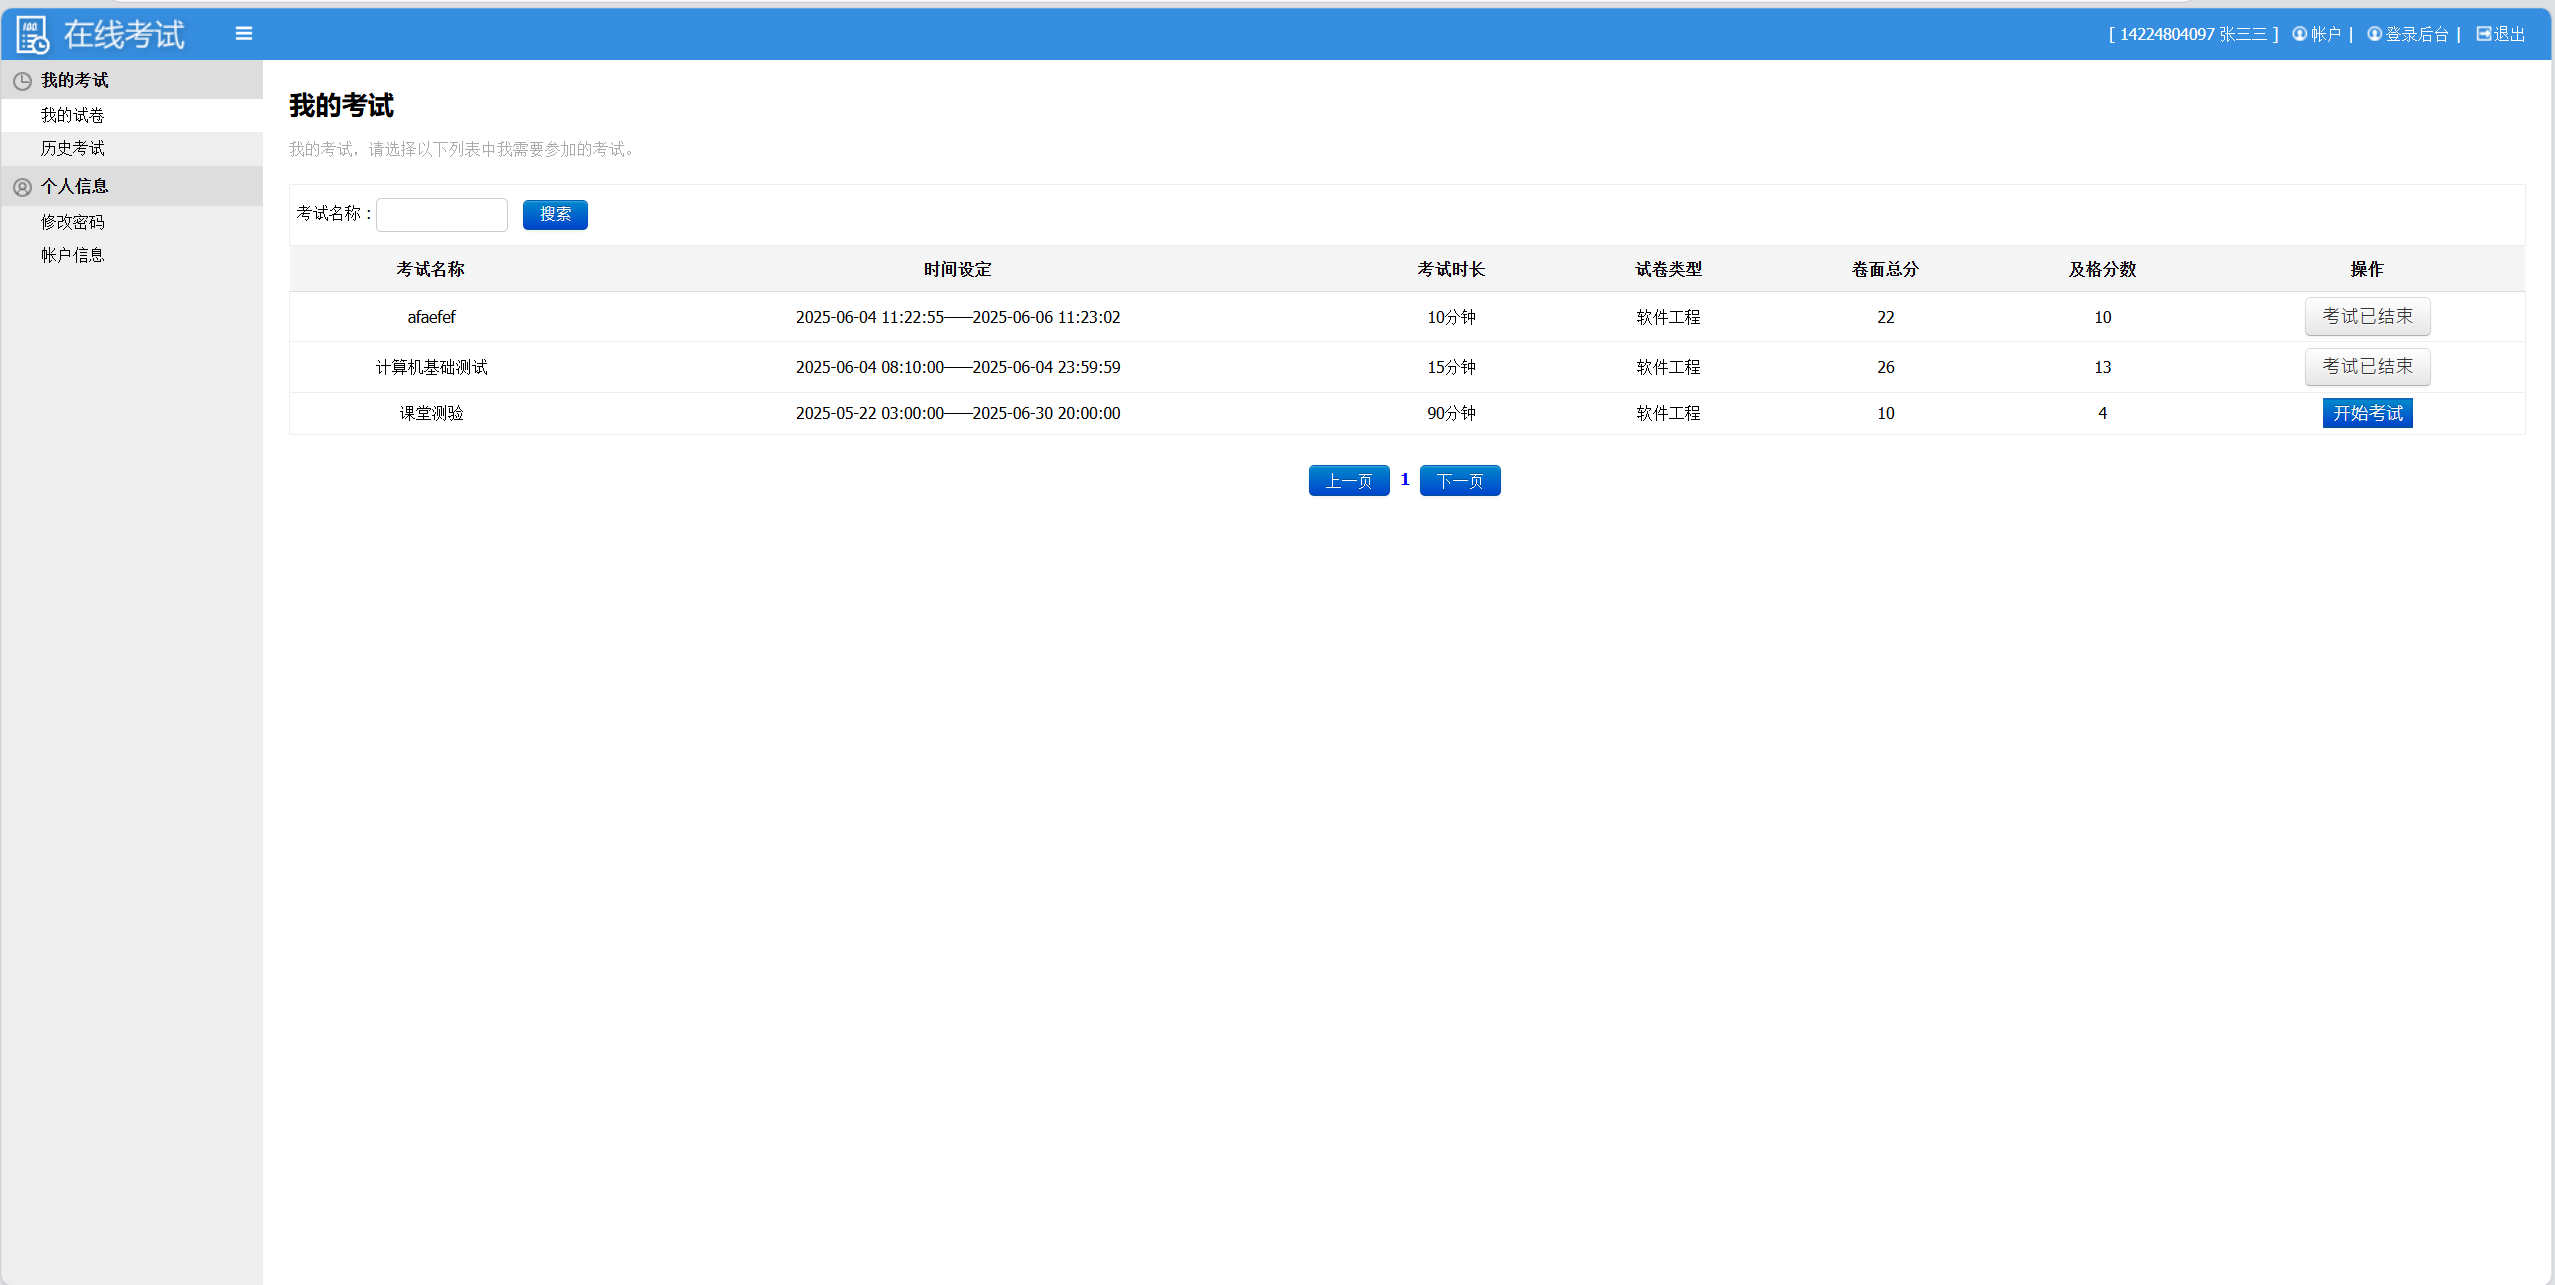 在线考试
[ 14224804097 张三三 ] 帐户 | 登录后台 | 退出
我的考试
我的试卷
历史考试
个人信息
修改密码
帐户信息
我的考试
我的考试，请选择以下列表中我需要参加的考试。
考试名称： 搜索
考试名称 时间设定 考试时长 试卷类型 卷面总分 及格分数 操作
afaefef 2025-06-04 11:22:55——2025-06-06 11:23:02 10分钟 软件工程 22 10 考试已结束
计算机基础测试 2025-06-04 08:10:00——2025-06-04 23:59:59 15分钟 软件工程 26 13 考试已结束
课堂测验 2025-05-22 03:00:00——2025-06-30 20:00:00 90分钟 软件工程 10 4 开始考试
上一页 1 下一页